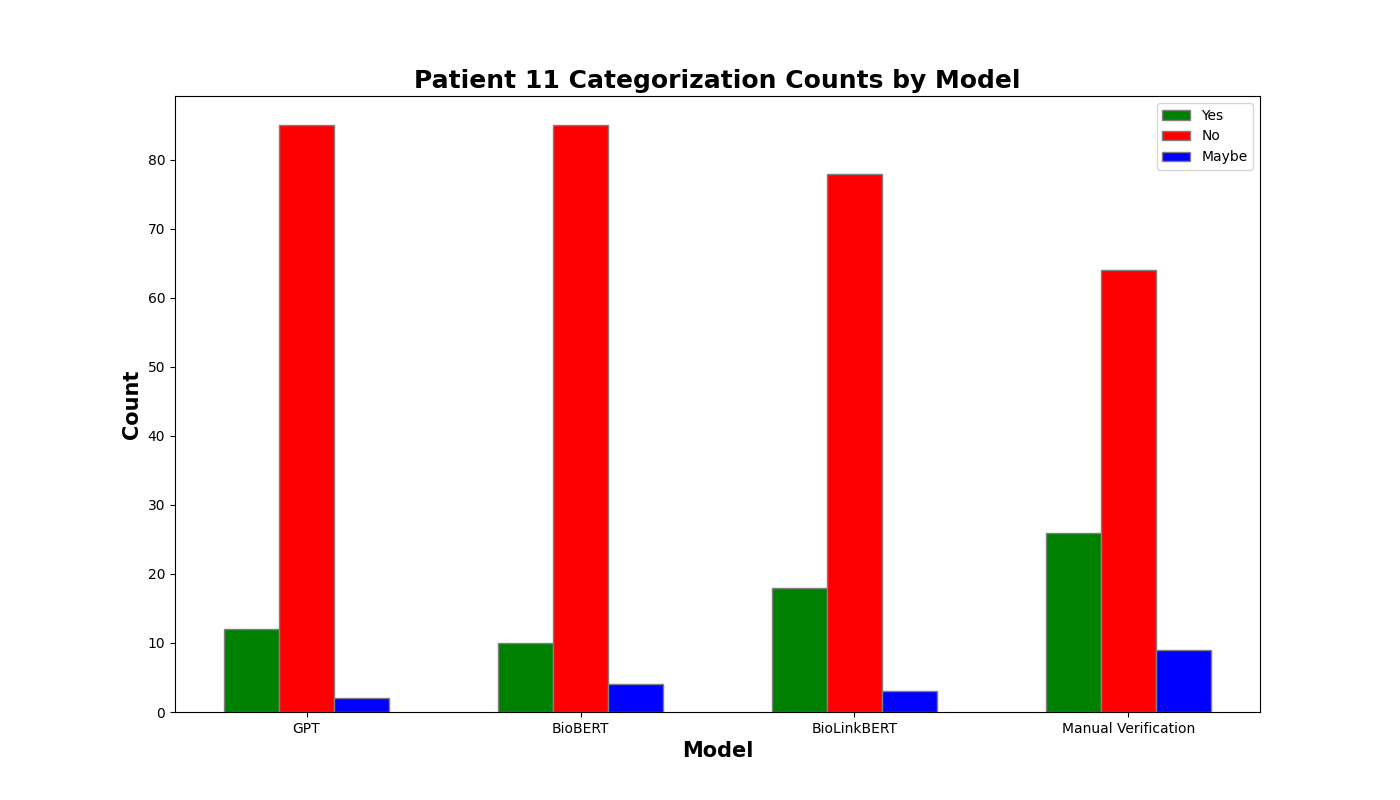 Patient 11 Categorization Counts by Model
Yes
No
Maybe
Count
80
70
60
50
40
30
20
10
0
GPT
BioBERT
BioLinkBERT
Manual Verification
Model